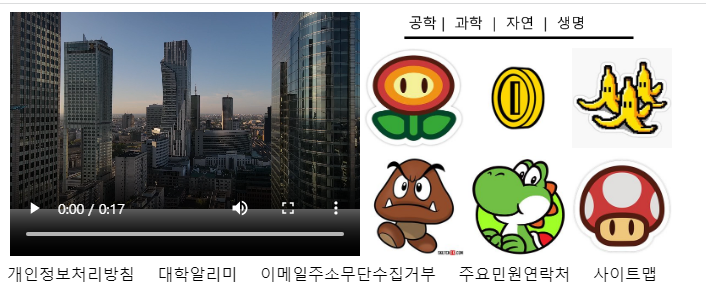 공학 | 과학 | 자연 | 생명
0:00 / 0:17
개인정보처리방침 대학알리미 이메일주소무단수집거부 주요민원연락처 사이트맵